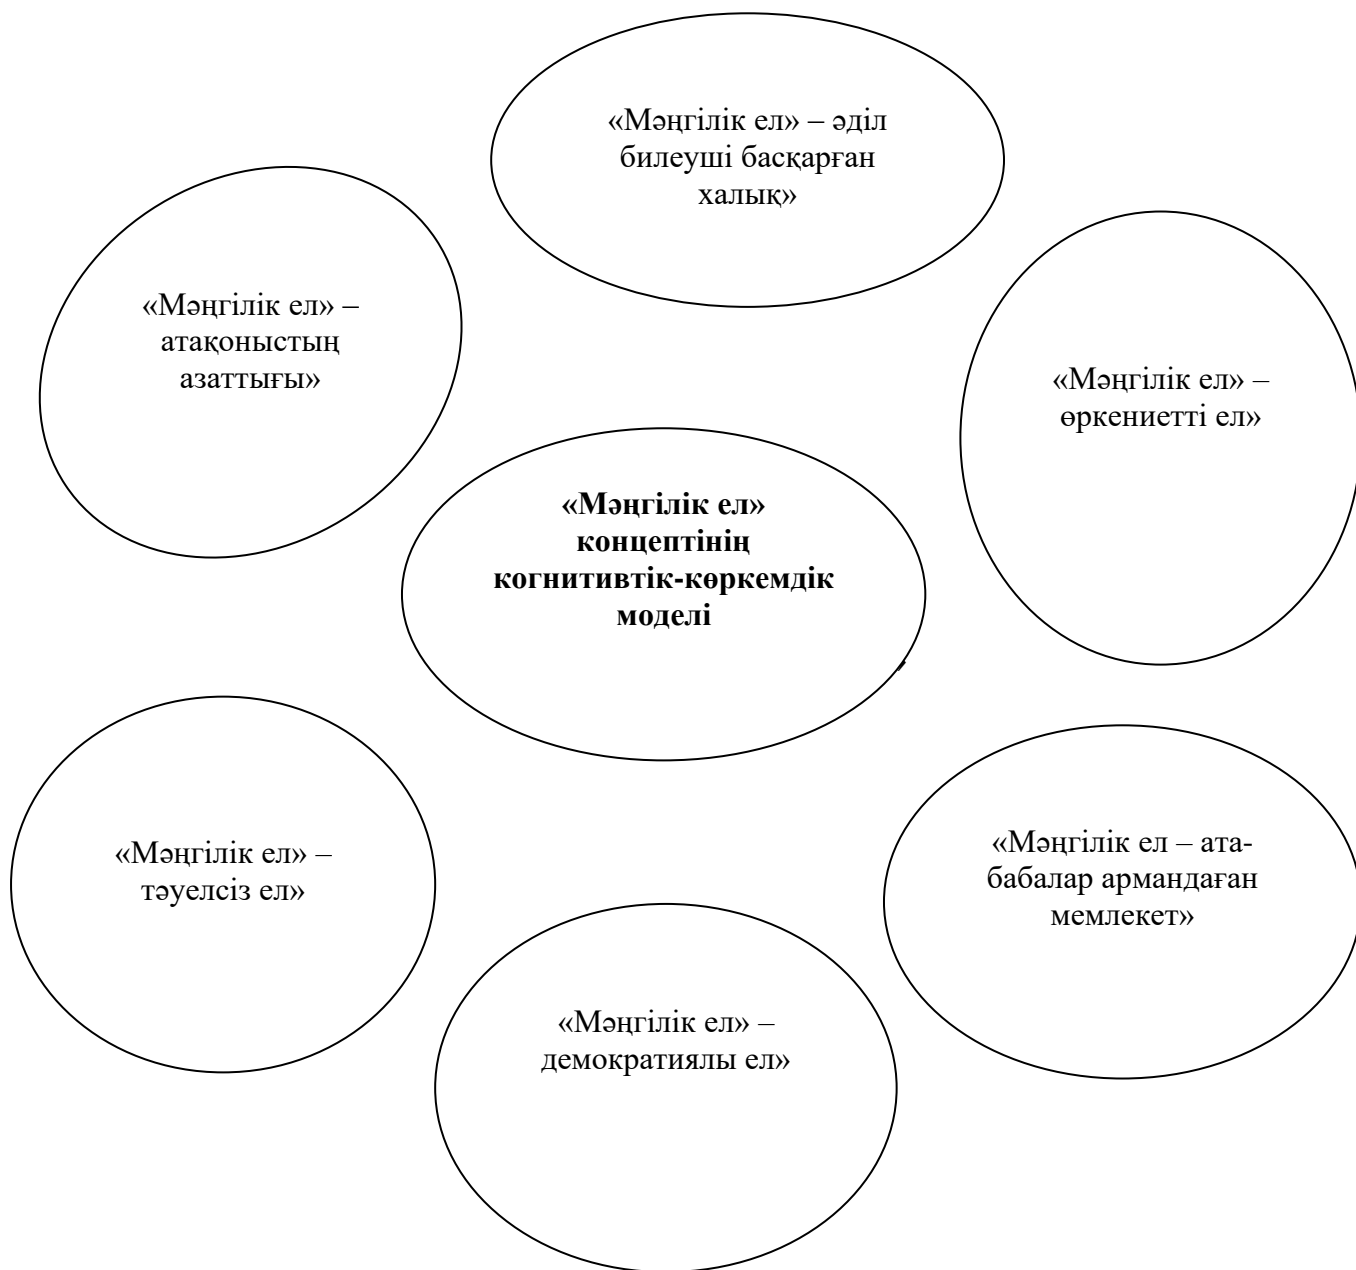 «Мәңгілік ел» – әділ
билеуші басқарған
халық»
«Мәңгілік ел» –
атақоныстың
азаттығы»
«Мәңгілік ел» –
өркениетті ел»
«Мәңгілік ел»
концептінің
когнитивтік-көркемдік
моделі
«Мәңгілік ел» –
тәуелсіз ел»
«Мәңгілік ел – ата-
бабалар армандаған
мемлекет»
«Мәңгілік ел» –
демократиялы ел»